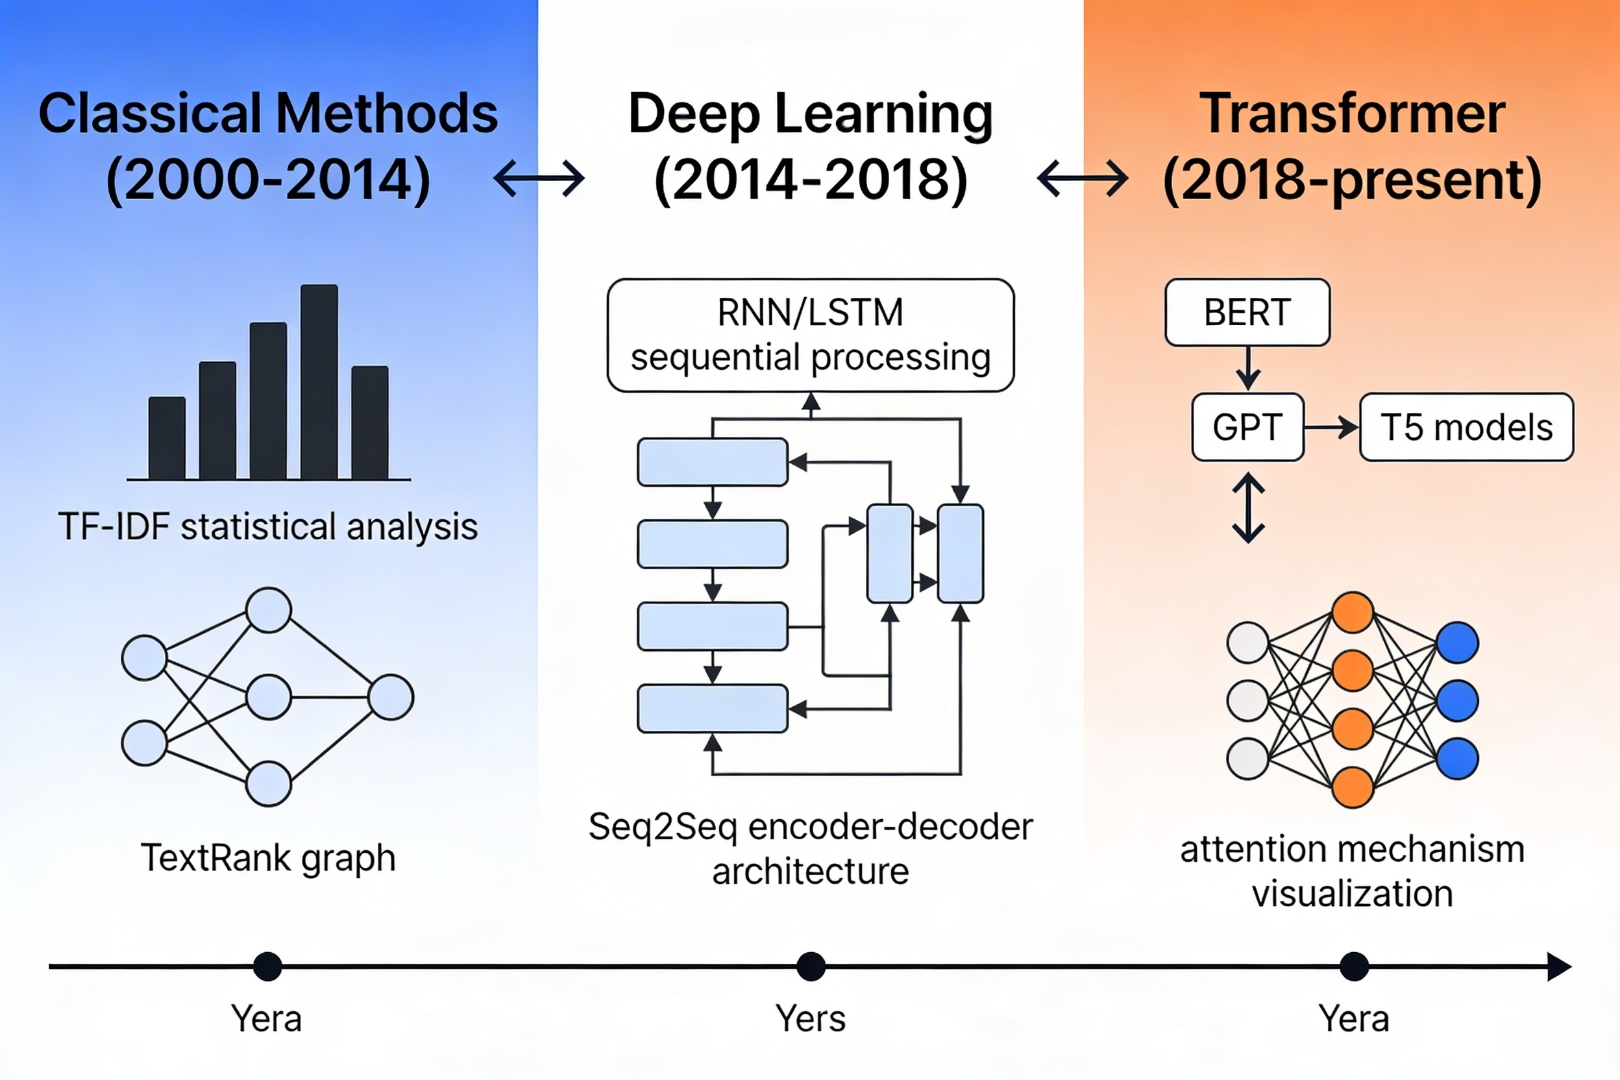 Classical Methods
(2000-2014)
Deep Learning
(2014-2018)
Transformer
(2018-present)
TF-IDF statistical analysis
TextRank graph
RNN/LSTM
sequential processing
Seq2Seq encoder-decoder
architecture
BERT
GPT
T5 models
attention mechanism
visualization
Yera
Yers
Yera